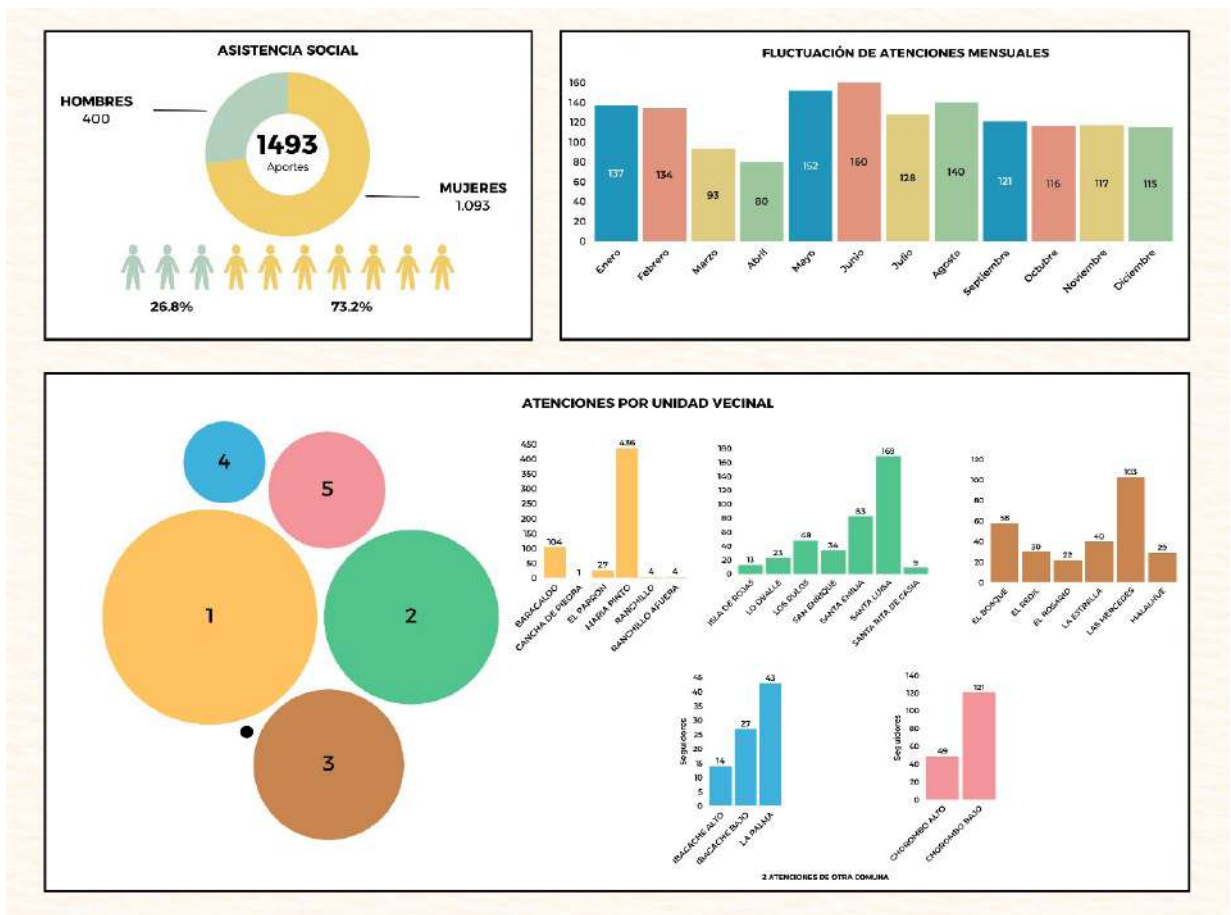 ASISTENCIA SOCIAL
HOMBRES
400
1493
Aportes
MUJERES
1.093
26.8%
73.2%
FLUCTUACIÓN DE ATENCIONES MENSUALES
160
140
120
100
80
60
40
20
0
137
134
93
80
152
160
128
140
121
116
117
115
Enero
Febrero
Marzo
Abril
Mayo
Junio
Julio
Agosto
Septiembre
Octubre
Noviembre
Diciembre
ATENCIONES POR UNIDAD VECINAL
4
5
1
2
3
450
400
350
300
250
200
150
100
50
0
104
1
27
436
4
4
BARACALDO
CANCHA DE PIEDRA
EL PARRON
MARIA PINTO
RANCHILLO
RANCHILLO AFUERA
180
160
140
120
100
80
60
40
20
0
13
23
48
34
83
169
9
ISLA DE ROJAS
LO OVALLE
LOS RULOS
SAN ENRIQUE
SANTA EMILIA
SANTA LUISA
SANTA RITA DE CASIA
120
100
80
60
40
20
0
58
30
22
40
103
29
EL BOSQUE
EL REDIL
EL ROSARIO
LA ESTRELLA
LAS MERCEDES
MALALHUE
Seguidores
45
40
35
30
25
20
15
10
5
0
14
27
43
IBACACHE ALTO
IBACACHE BAJO
LA PALMA
Seguidores
140
120
100
80
60
40
20
0
49
121
CHOROMBO ALTO
CHOROMBO BAJO
2 ATENCIONES DE OTRA COMUNA